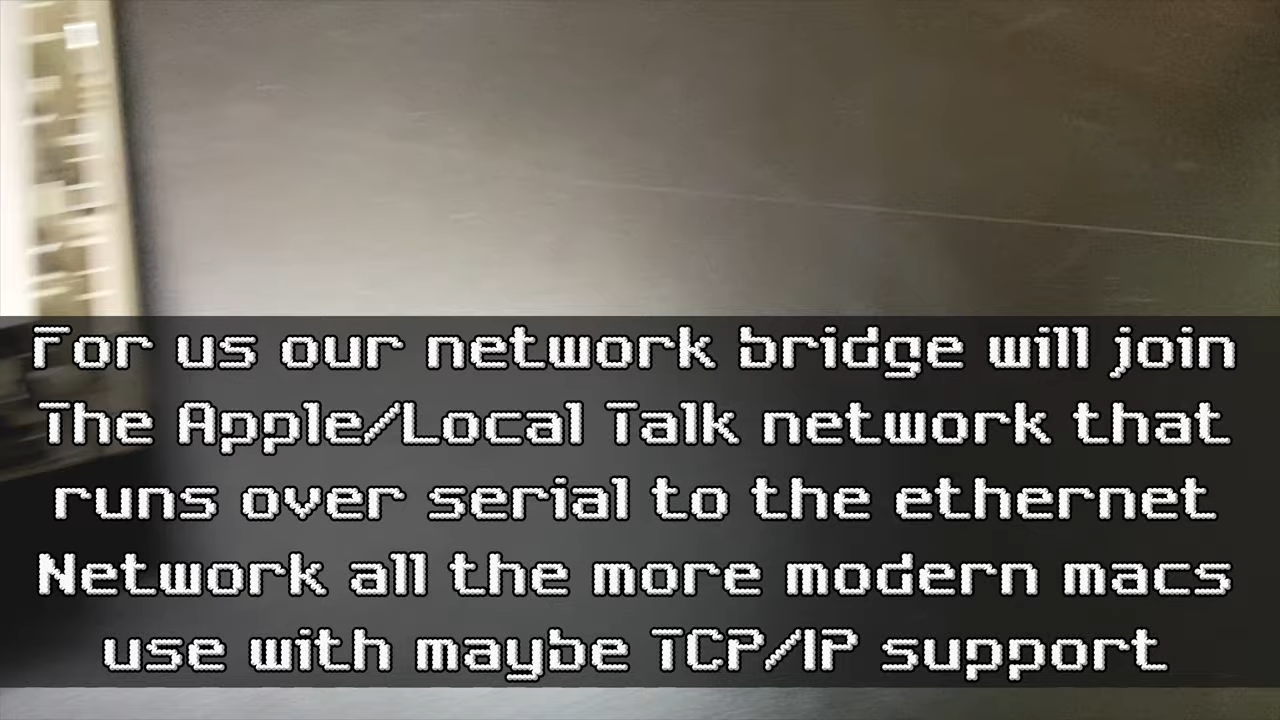 For us our network bridge will join
The Apple/Local Talk network that
runs over serial to the ethernet
Network all the more modern macs
use with maybe TCP/IP support